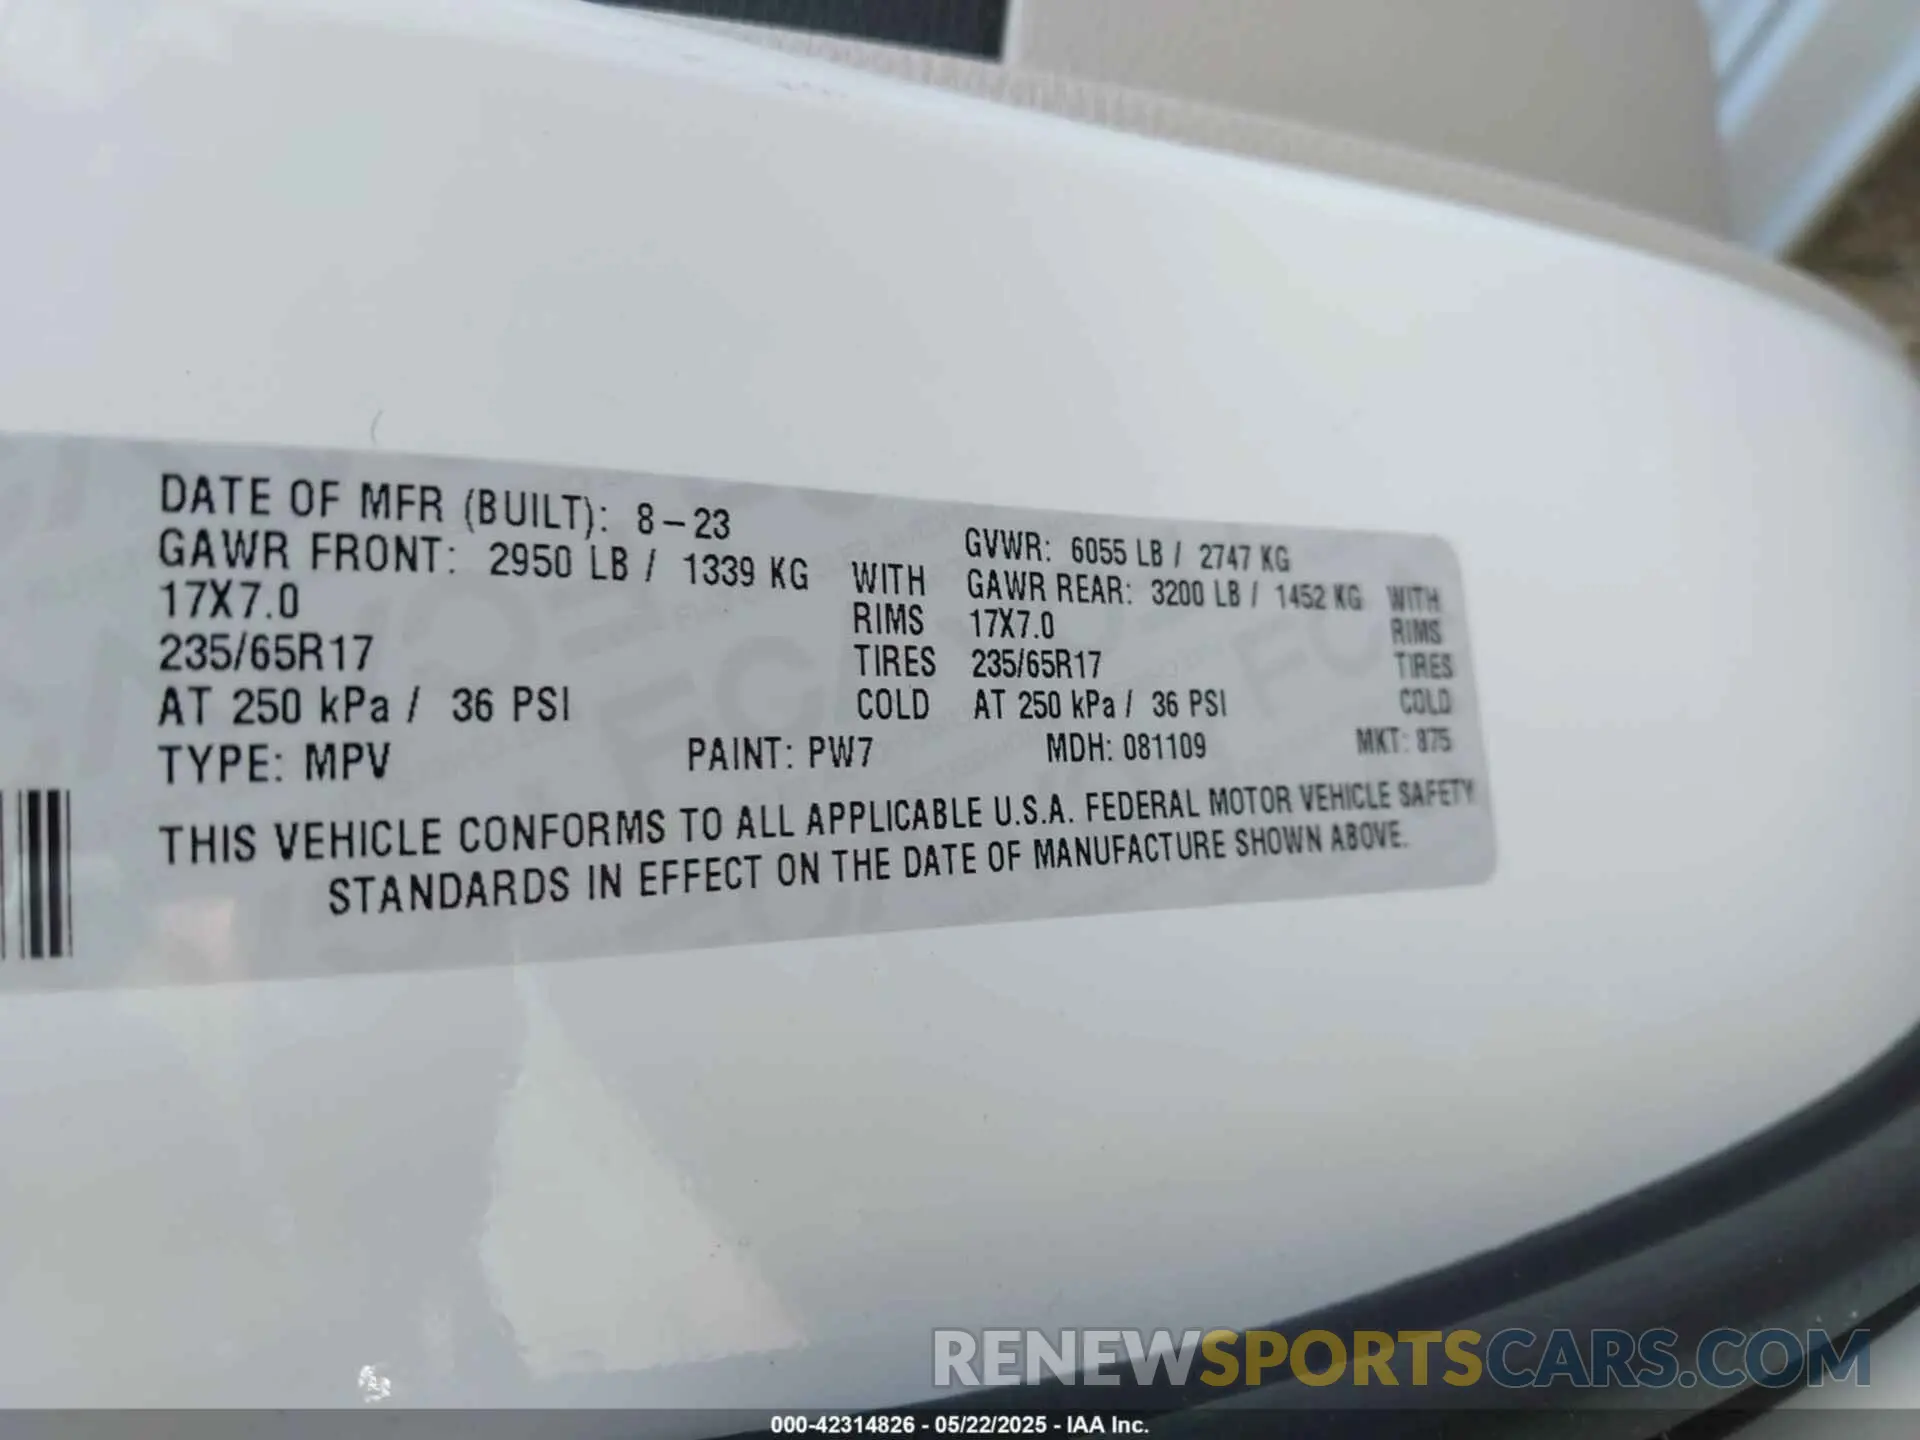 DATE OF MFR (BUILT): 8-23
GAWR FRONT: 2950 LB / 1339 KG WITH
17X7.0 RIMS
235/65R17 TIRES
AT 250 kPa / 36 PSI COLD
GVWR: 6055 LB / 2747 KG
GAWR REAR: 3200 LB / 1452 KG WITH
17X7.0 RIMS
235/65R17 TIRES
AT 250 kPa / 36 PSI COLD
TYPE: MPV PAINT: PW7 MDH: 081109 MKT: 875
THIS VEHICLE CONFORMS TO ALL APPLICABLE U.S.A. FEDERAL MOTOR VEHICLE SAFETY
STANDARDS IN EFFECT ON THE DATE OF MANUFACTURE SHOWN ABOVE.
RENEWSPORTSCARS.COM
000-42314826 - 05/22/2025 - IAA Inc.